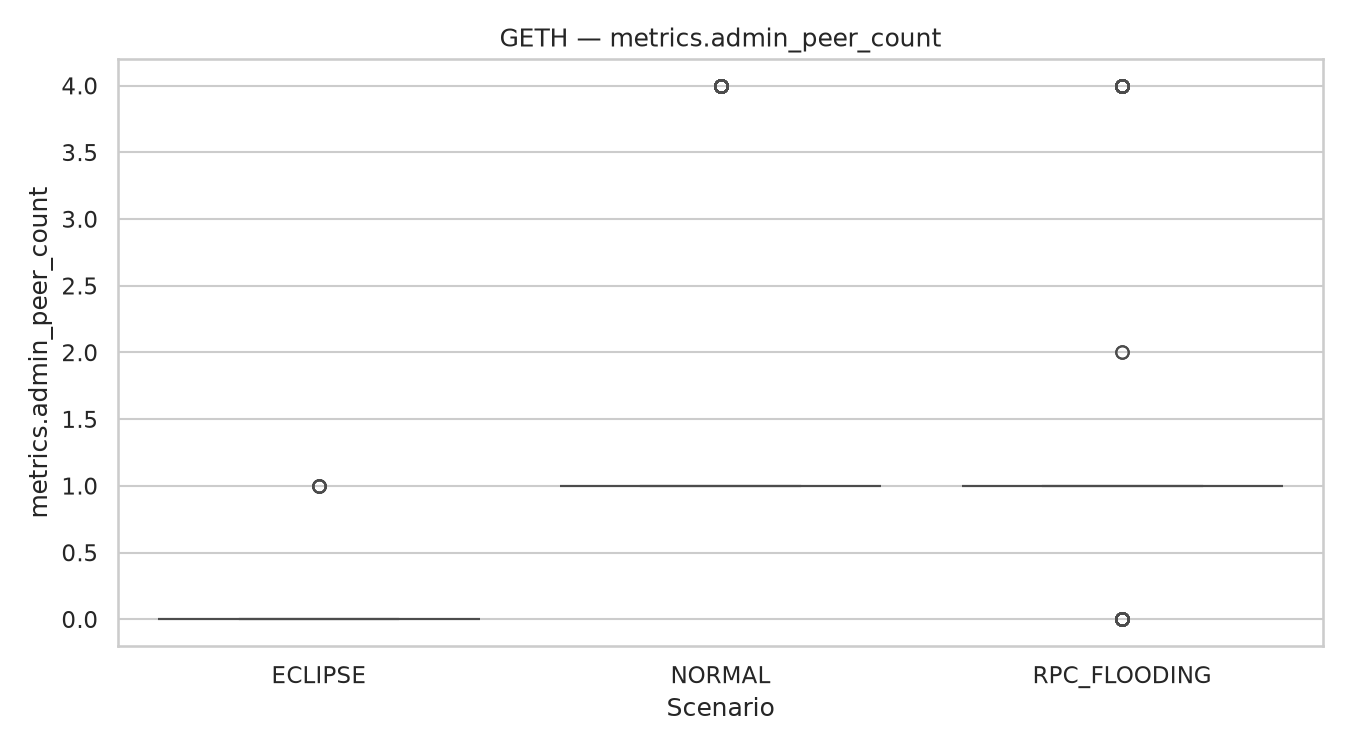 GETH — metrics.admin_peer_count
metrics.admin_peer_count
4.0
3.5
3.0
2.5
2.0
1.5
1.0
0.5
0.0
ECLIPSE NORMAL RPC_FLOODING
Scenario